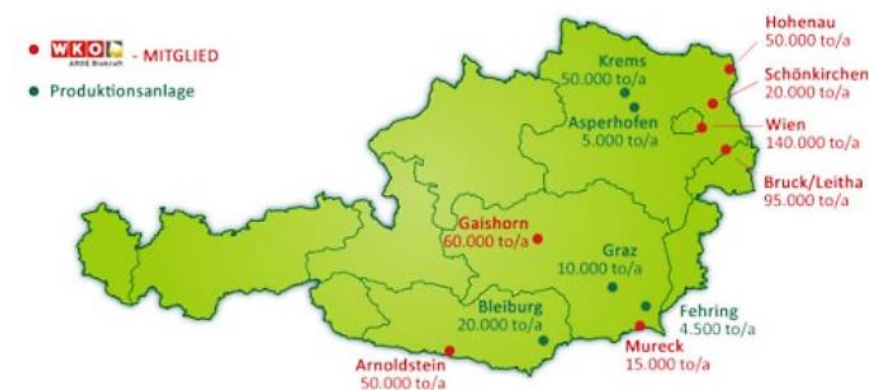 WKO - MITGLIED
ARGE Biokraft
Produktionsanlage
Hohenau
50.000 to/a
Krems
50.000 to/a
Schönkirchen
20.000 to/a
Asperhofen
5.000 to/a
Wien
140.000 to/a
Bruck/Leitha
95.000 to/a
Gaishorn
60.000 to/a
Graz
10.000 to/a
Bleiburg
20.000 to/a
Fehring
4.500 to/a
Mureck
15.000 to/a
Arnoldstein
50.000 to/a